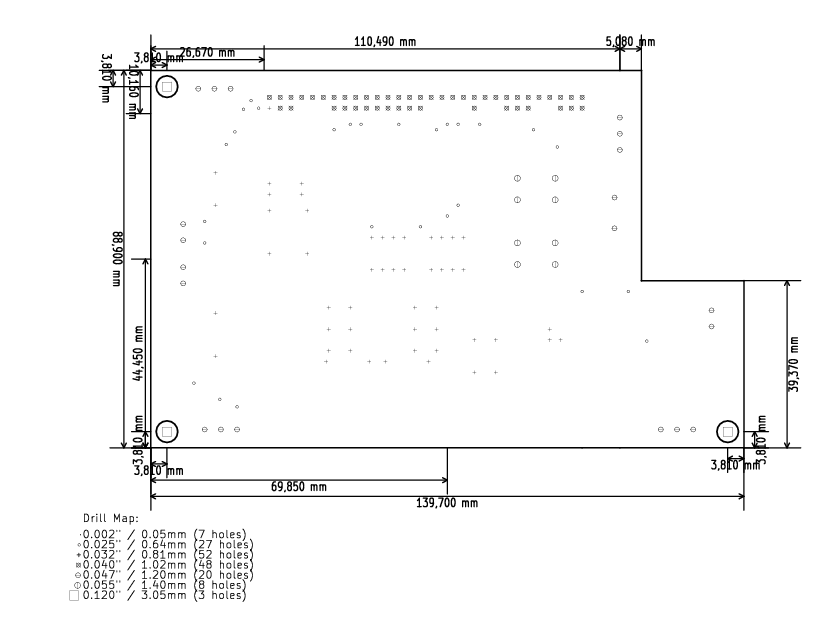 110,490 mm
5,080 mm
26,670 mm
3,810 mm
3,810 mm
10,150 mm
88,900 mm
44,450 mm
39,370 mm
3,810 mm
3,810 mm
3,810 mm
3,810 mm
69,850 mm
139,700 mm
Drill Map:
0.002'' / 0.05mm (7 holes)
0.025'' / 0.64mm (27 holes)
0.032'' / 0.81mm (52 holes)
0.040'' / 1.02mm (48 holes)
0.047'' / 1.20mm (20 holes)
0.055'' / 1.40mm (8 holes)
0.120'' / 3.05mm (3 holes)